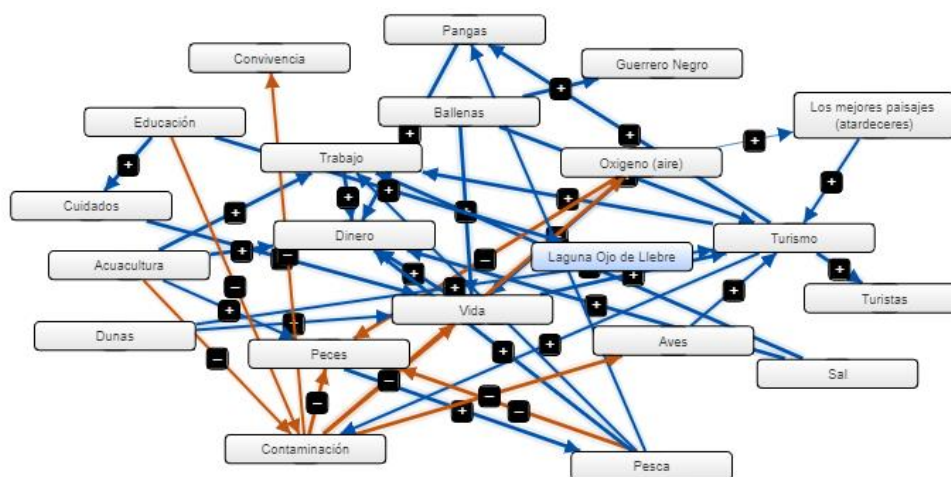 Pangas
Convivencia
Guerrero Negro
Ballenas
Los mejores paisajes
(atardeceres)
Educación
Trabajo
Oxigeno (aire)
Cuidados
Dinero
Turismo
Acuacultura
Laguna Ojo de Llebre
Turistas
Vida
Dunas
Peces
Aves
Sal
Contaminación
Pesca